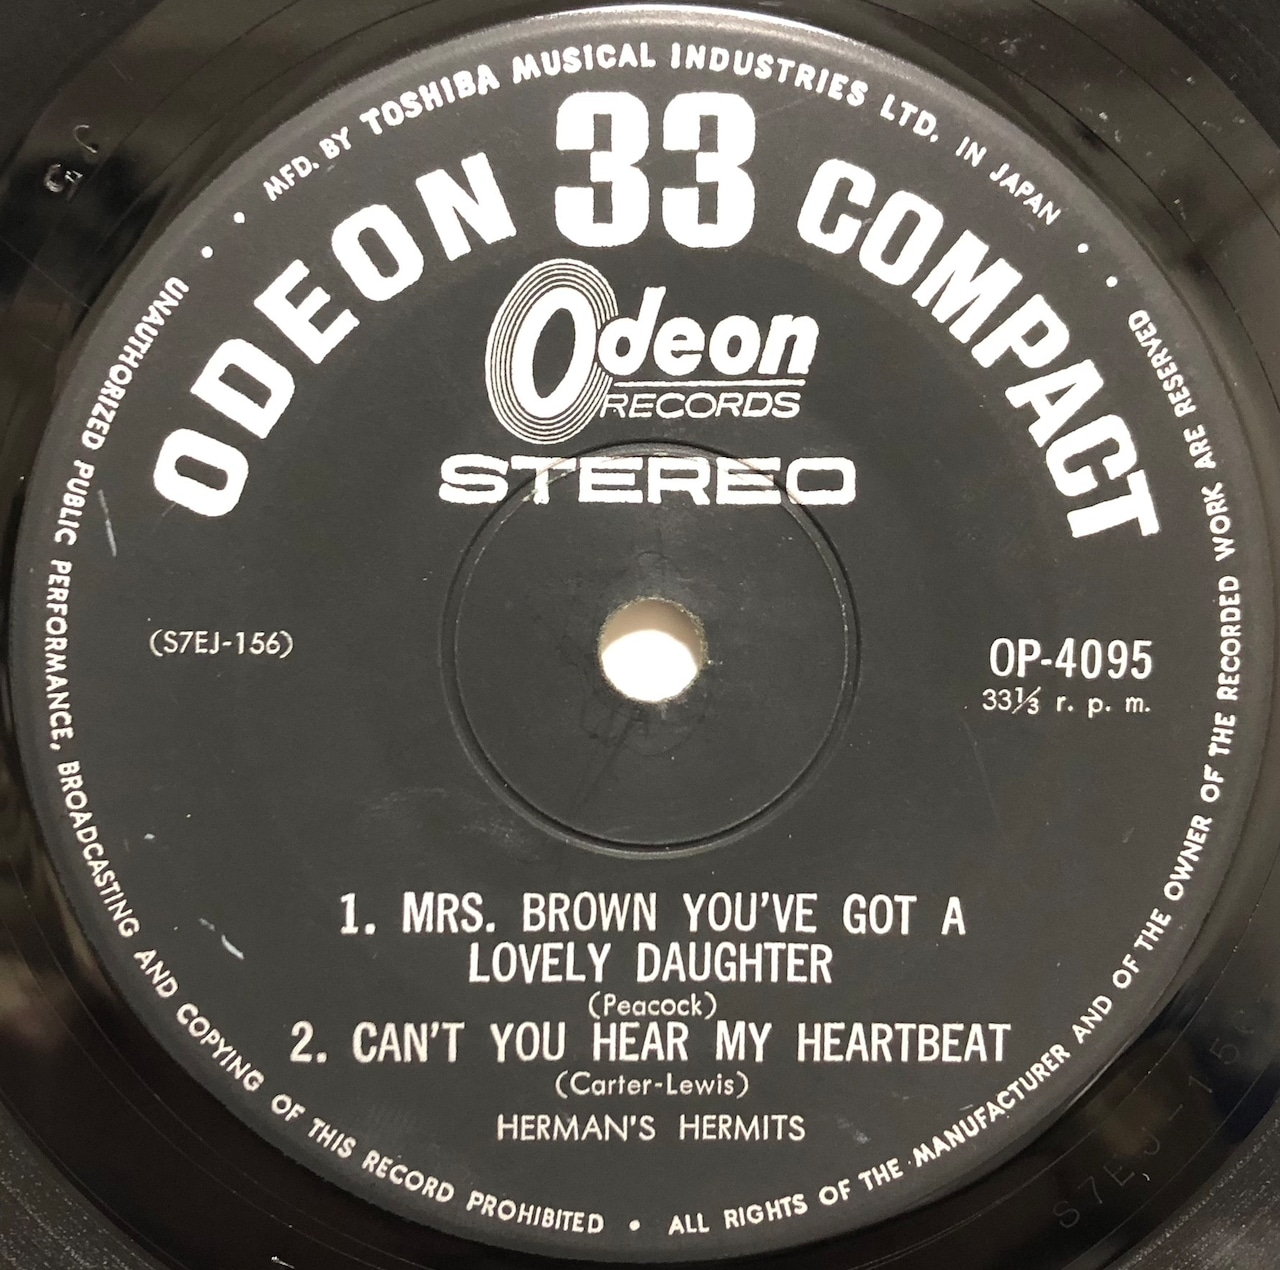 MFD. BY TOSHIBA MUSICAL INDUSTRIES LTD. IN JAPAN
ODEON 33 COMPACT
Odeon
RECORDS
STEREO
(S7EJ-156)
OP-4095
33⅓ r. p. m.
1. MRS. BROWN YOU'VE GOT A
LOVELY DAUGHTER
(Peacock)
2. CAN'T YOU HEAR MY HEARTBEAT
(Carter-Lewis)
HERMAN'S HERMITS
UNAUTHORIZED PUBLIC PERFORMANCE, BROADCASTING AND COPYING OF THIS RECORD PROHIBITED • ALL RIGHTS OF THE MANUFACTURER AND OF THE OWNER OF THE RECORDED WORK ARE RESERVED